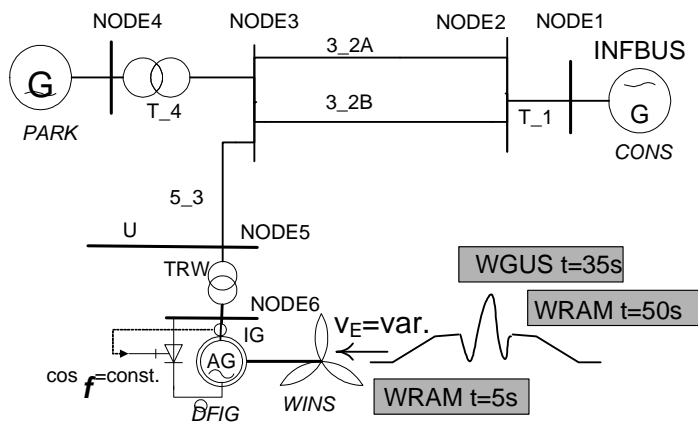 NODE4
NODE3
NODE2
NODE1
INFBUS
3_2A
G
T_4
3_2B
T_1
G
PARK
CONS
5_3
U
NODE5
TRW
WGUS t=35s
NODE6
WRAM t=50s
IG
vE=var.
AG
cos f=const.
DFIG
WINS
WRAM t=5s